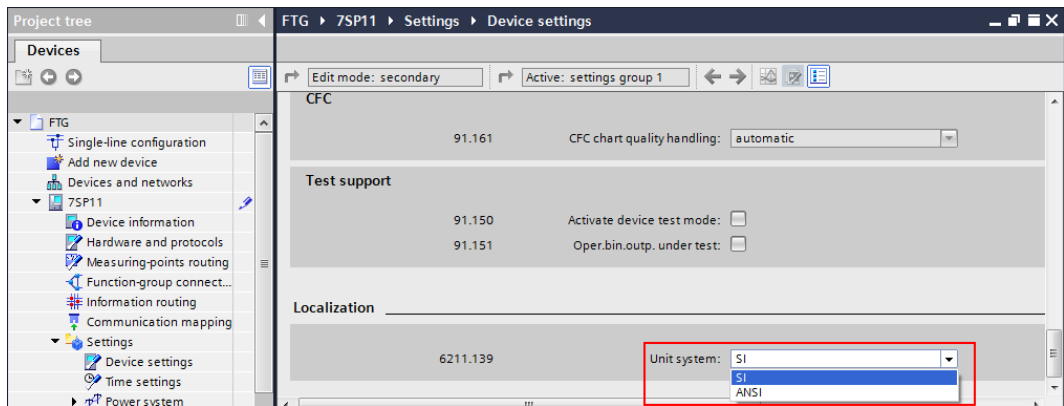 Project tree
Devices
FTG
Single-line configuration
Add new device
Devices and networks
7SP11
Device information
Hardware and protocols
Measuring-points routing
Function-group connect...
Information routing
Communication mapping
Settings
Device settings
Time settings
Power system
FTG ▸ 7SP11 ▸ Settings ▸ Device settings
Edit mode: secondary
Active: settings group 1
CFC
91.161 CFC chart quality handling: automatic
Test support
91.150 Activate device test mode:
91.151 Oper.bin.outp. under test:
Localization
6211.139 Unit system: SI
SI
ANSI